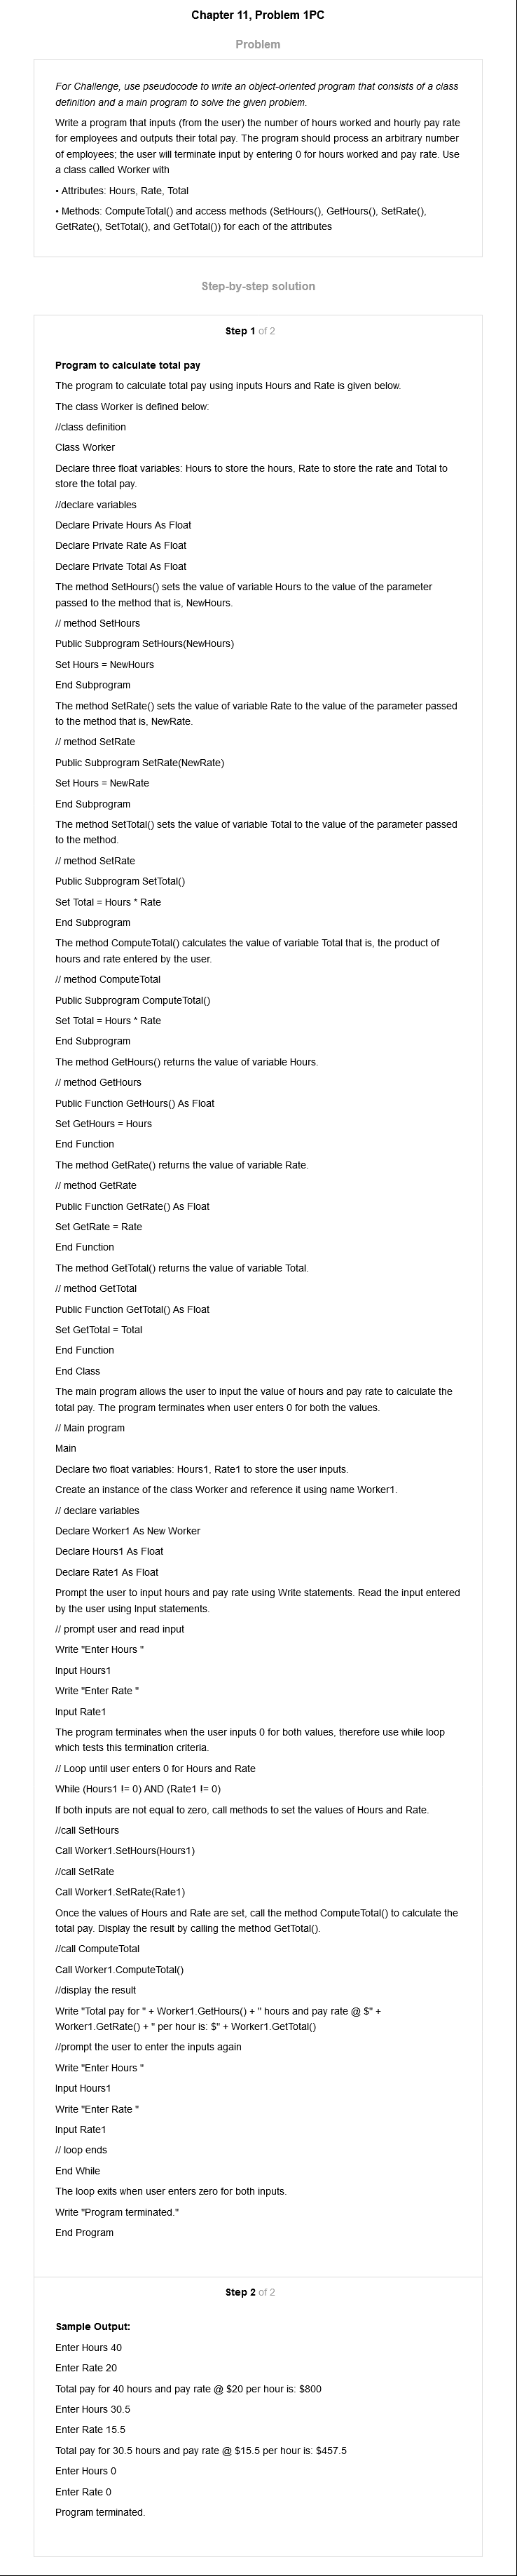 Chapter 11, Problem 1PC
Problem
For Challenge, use pseudocode to write an object-oriented program that consists of a class
definition and a main program to solve the given problem.
Write a program that inputs (from the user) the number of hours worked and hourly pay rate
for employees and outputs their total pay. The program should process an arbitrary number
of employees; the user will terminate input by entering 0 for hours worked and pay rate. Use
a class called Worker with
• Attributes: Hours, Rate, Total
• Methods: ComputeTotal() and access methods (SetHours(), GetHours(), SetRate(),
GetRate(), SetTotal(), and GetTotal()) for each of the attributes
Step-by-step solution
Step 1 of 2
Program to calculate total pay
The program to calculate total pay using inputs Hours and Rate is given below.
The class Worker is defined below:
//class definition
Class Worker
Declare three float variables: Hours to store the hours, Rate to store the rate and Total to
store the total pay.
//declare variables
Declare Private Hours As Float
Declare Private Rate As Float
Declare Private Total As Float
The method SetHours() sets the value of variable Hours to the value of the parameter
passed to the method that is, NewHours.
// method SetHours
Public Subprogram SetHours(NewHours)
Set Hours = NewHours
End Subprogram
The method SetRate() sets the value of variable Rate to the value of the parameter passed
to the method that is, NewRate.
// method SetRate
Public Subprogram SetRate(NewRate)
Set Hours = NewRate
End Subprogram
The method SetTotal() sets the value of variable Total to the value of the parameter passed
to the method.
// method SetRate
Public Subprogram SetTotal()
Set Total = Hours * Rate
End Subprogram
The method ComputeTotal() calculates the value of variable Total that is, the product of
hours and rate entered by the user.
// method ComputeTotal
Public Subprogram ComputeTotal()
Set Total = Hours * Rate
End Subprogram
The method GetHours() returns the value of variable Hours.
// method GetHours
Public Function GetHours() As Float
Set GetHours = Hours
End Function
The method GetRate() returns the value of variable Rate.
// method GetRate
Public Function GetRate() As Float
Set GetRate = Rate
End Function
The method GetTotal() returns the value of variable Total.
// method GetTotal
Public Function GetTotal() As Float
Set GetTotal = Total
End Function
End Class
The main program allows the user to input the value of hours and pay rate to calculate the
total pay. The program terminates when user enters 0 for both the values.
// Main program
Main
Declare two float variables: Hours1, Rate1 to store the user inputs.
Create an instance of the class Worker and reference it using name Worker1.
// declare variables
Declare Worker1 As New Worker
Declare Hours1 As Float
Declare Rate1 As Float
Prompt the user to input hours and pay rate using Write statements. Read the input entered
by the user using Input statements.
// prompt user and read input
Write "Enter Hours "
Input Hours1
Write "Enter Rate "
Input Rate1
The program terminates when the user inputs 0 for both values, therefore use while loop
which tests this termination criteria.
// Loop until user enters 0 for Hours and Rate
While (Hours1 != 0) AND (Rate1 != 0)
If both inputs are not equal to zero, call methods to set the values of Hours and Rate.
//call SetHours
Call Worker1.SetHours(Hours1)
//call SetRate
Call Worker1.SetRate(Rate1)
Once the values of Hours and Rate are set, call the method ComputeTotal() to calculate the
total pay. Display the result by calling the method GetTotal().
//call ComputeTotal
Call Worker1.ComputeTotal()
//display the result
Write "Total pay for " + Worker1.GetHours() + " hours and pay rate @ $" +
Worker1.GetRate() + " per hour is: $" + Worker1.GetTotal()
//prompt the user to enter the inputs again
Write "Enter Hours "
Input Hours1
Write "Enter Rate "
Input Rate1
// loop ends
End While
The loop exits when user enters zero for both inputs.
Write "Program terminated."
End Program
Step 2 of 2
Sample Output:
Enter Hours 40
Enter Rate 20
Total pay for 40 hours and pay rate @ $20 per hour is: $800
Enter Hours 30.5
Enter Rate 15.5
Total pay for 30.5 hours and pay rate @ $15.5 per hour is: $457.5
Enter Hours 0
Enter Rate 0
Program terminated.